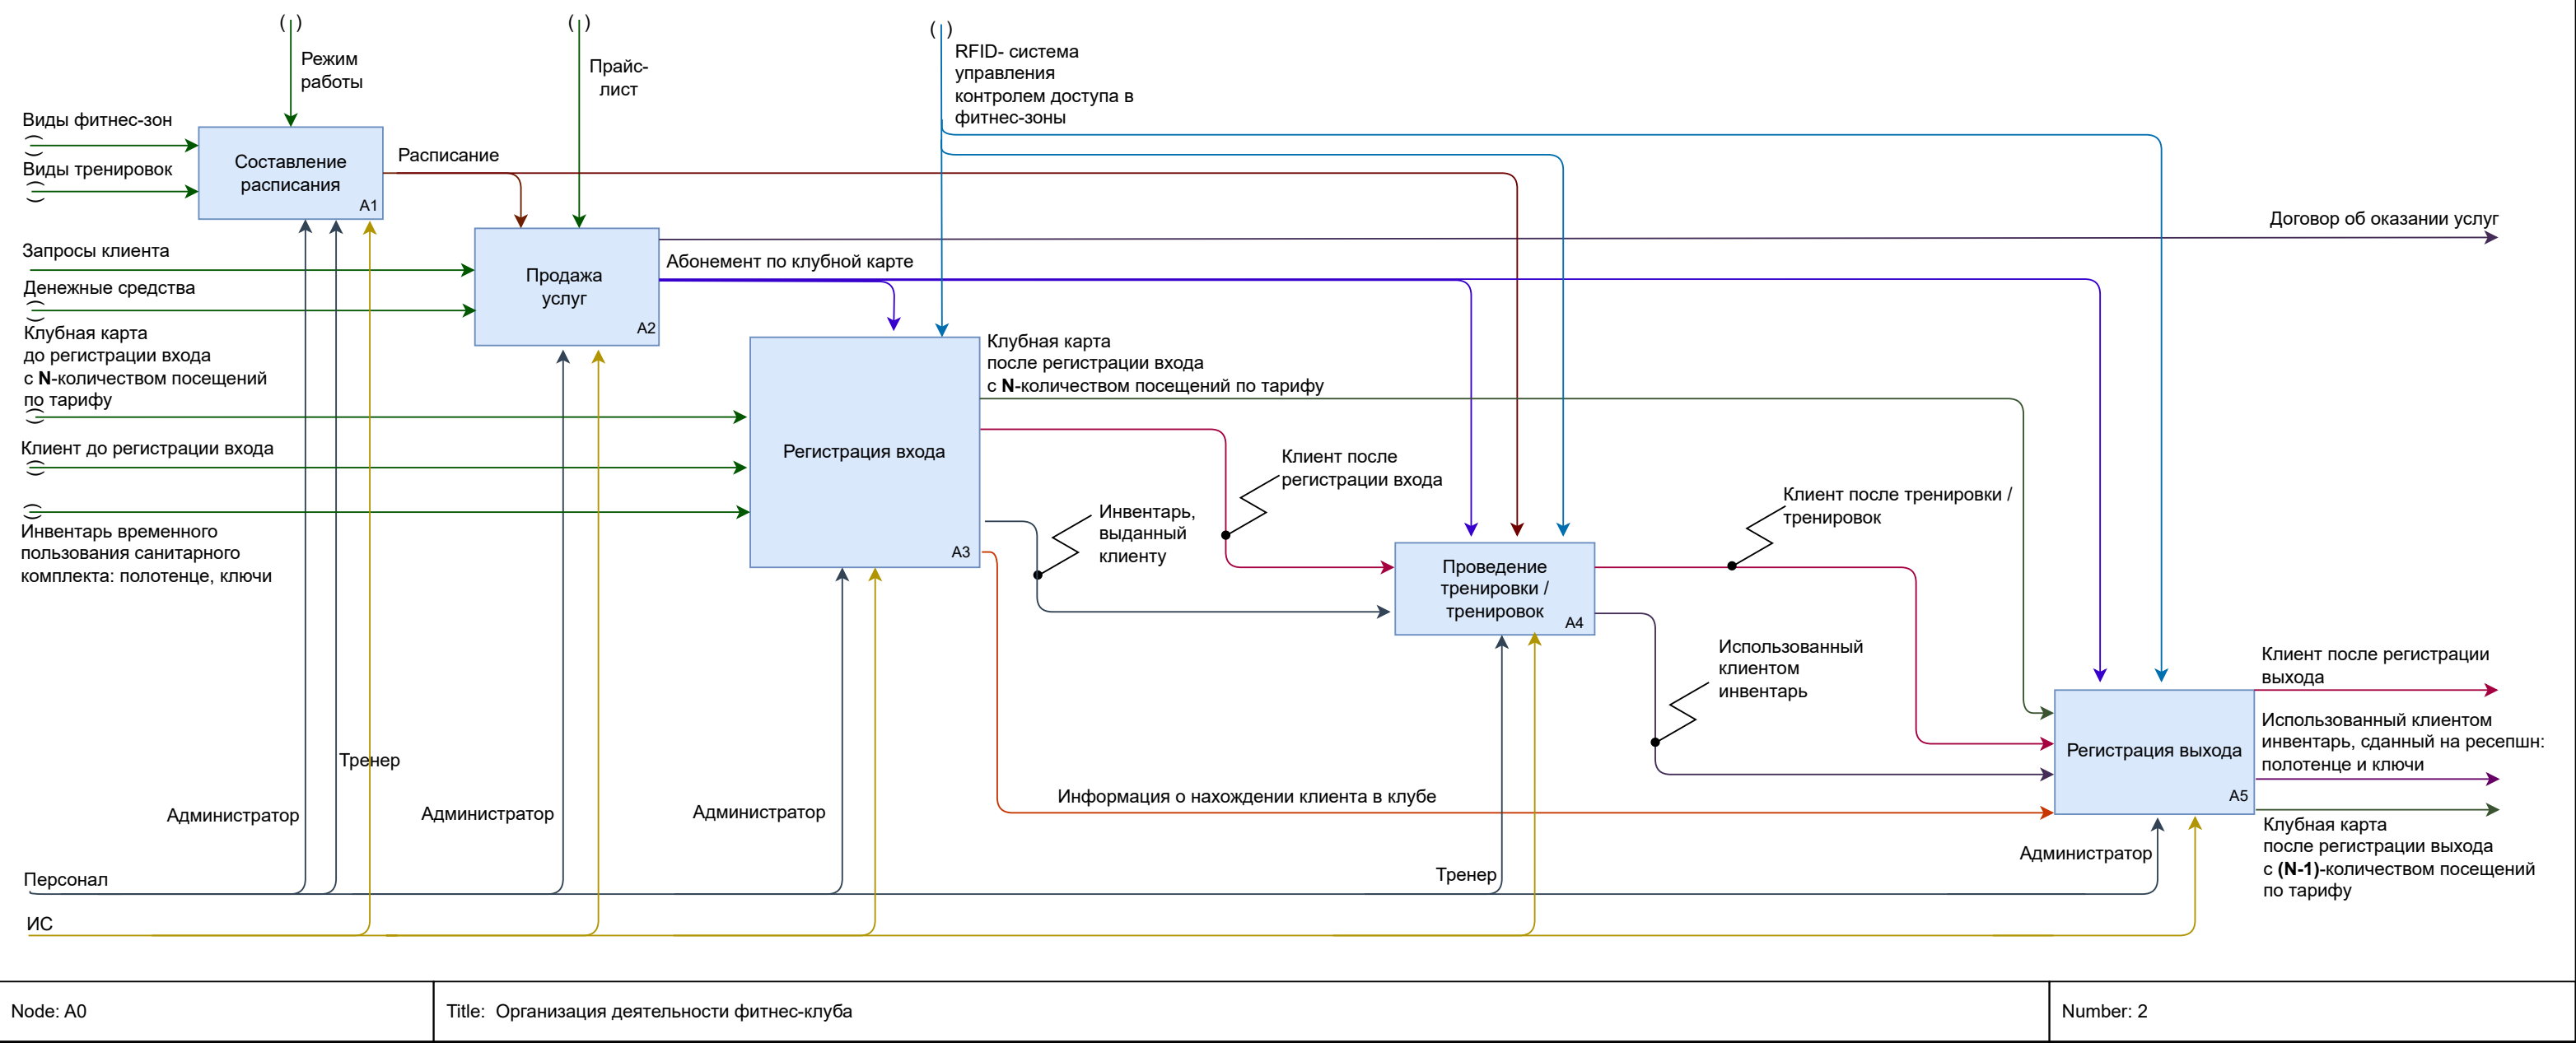 ( )
( )
( )
Режим
работы
Прайс-
лист
RFID- система
управления
контролем доступа в
фитнес-зоны
Виды фитнес-зон
Виды тренировок
Составление
расписания
A1
Расписание
Запросы клиента
Денежные средства
Продажа
услуг
A2
Договор об оказании услуг
Абонемент по клубной карте
Клубная карта
до регистрации входа
с N-количеством посещений
по тарифу
Клиент до регистрации входа
Инвентарь временного
пользования санитарного
комплекта: полотенце, ключи
Регистрация входа
A3
Клубная карта
после регистрации входа
с N-количеством посещений по тарифу
Клиент после
регистрации входа
Инвентарь,
выданный
клиенту
Проведение
тренировки /
тренировок
A4
Клиент после тренировки /
тренировок
Использованный
клиентом
инвентарь
Информация о нахождении клиента в клубе
Регистрация выхода
A5
Клиент после регистрации
выхода
Использованный клиентом
инвентарь, сданный на ресепшн:
полотенце и ключи
Клубная карта
после регистрации выхода
с (N-1)-количеством посещений
по тарифу
Тренер
Администратор
Администратор
Администратор
Тренер
Администратор
Персонал
ИС
Node: A0
Title: Организация деятельности фитнес-клуба
Number: 2